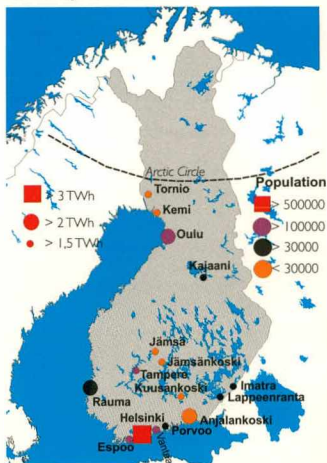 Arctic Circle
Tornio
Population
> 3 TWh
Kemi
> 500000
> 2 TWh
Oulu
> 100000
> 1,5 TWh
Kajaani
> 30000
< 30000
Jämsä
Jämsänkoski
Tampere
Kuusankoski
Imatra
Lappeenranta
Rauma
Helsinki
Anjalankoski
Porvoo
Espoo
Vantaa